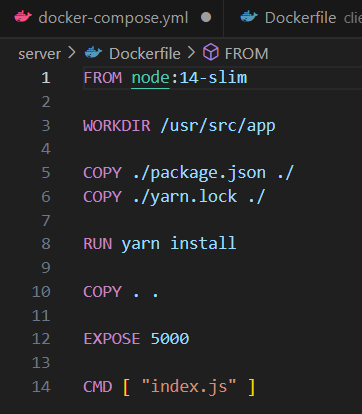 docker-compose.yml Dockerfile clie
server > Dockerfile > FROM
1 FROM node:14-slim
2
3 WORKDIR /usr/src/app
4
5 COPY ./package.json ./
6 COPY ./yarn.lock ./
7
8 RUN yarn install
9
10 COPY . .
11
12 EXPOSE 5000
13
14 CMD [ "index.js" ]